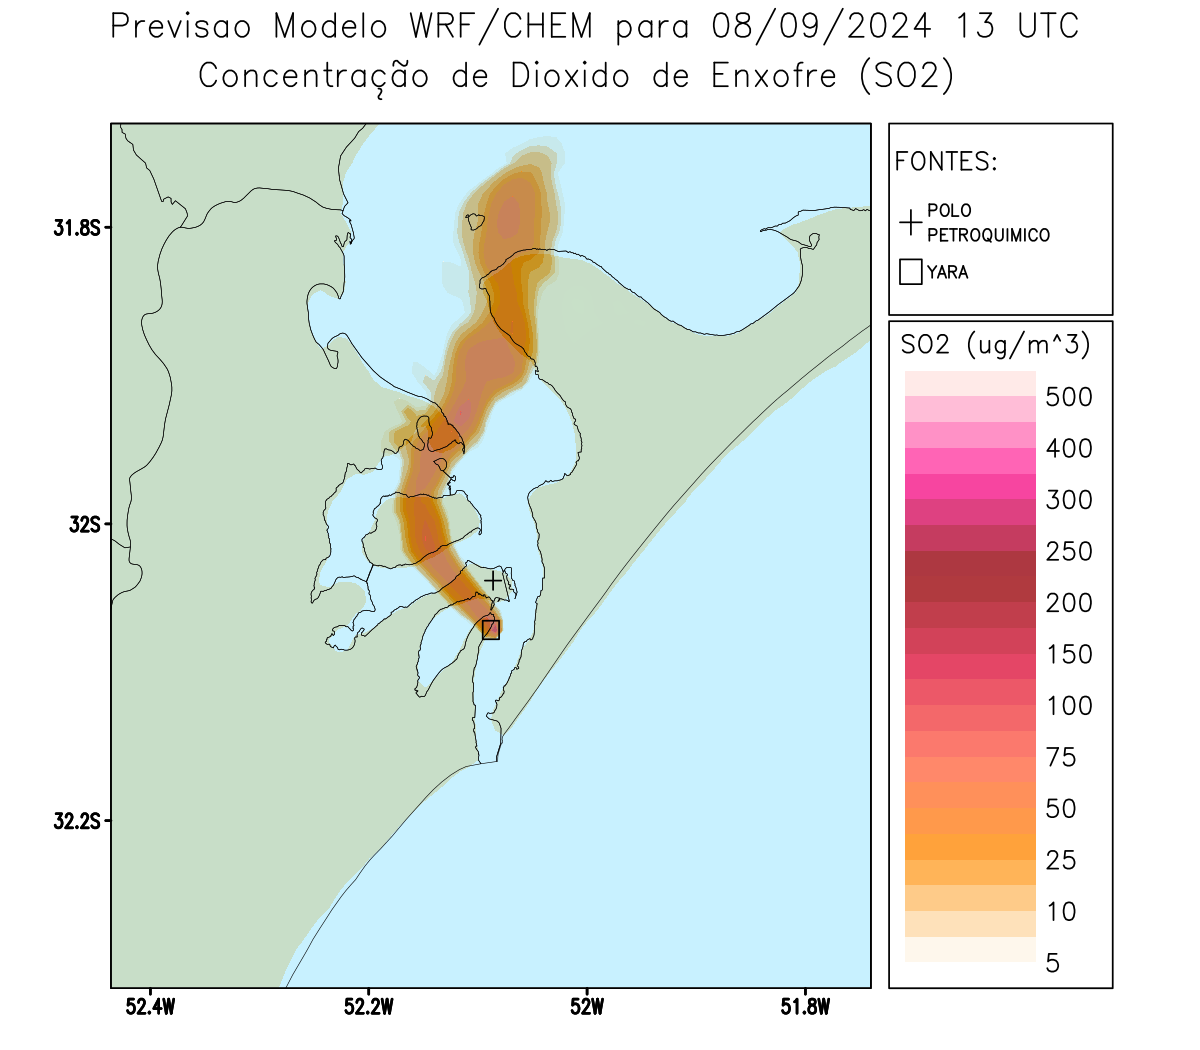 Previsao Modelo WRF/CHEM para 08/09/2024 13 UTC
Concentração de Dioxido de Enxofre (SO2)
FONTES:
POLO
PETROQUIMICO
YARA
SO2 (ug/m^3)
500
400
300
250
200
150
100
75
50
25
10
5
31.8S
32S
32.2S
52.4W
52.2W
52W
51.8W